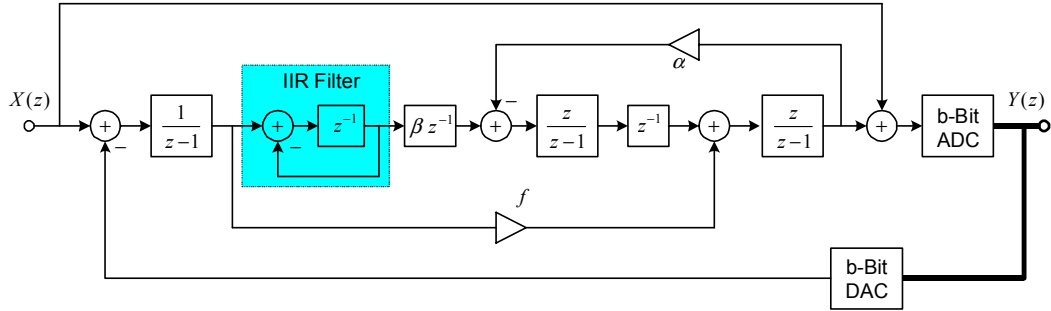 α
IIR Filter
X(z)
Y(z)
+
−
1
z−1
+
−
z⁻¹
β z⁻¹
−
+
z
z−1
z⁻¹
+
z
z−1
+
b-Bit
ADC
f
b-Bit
DAC